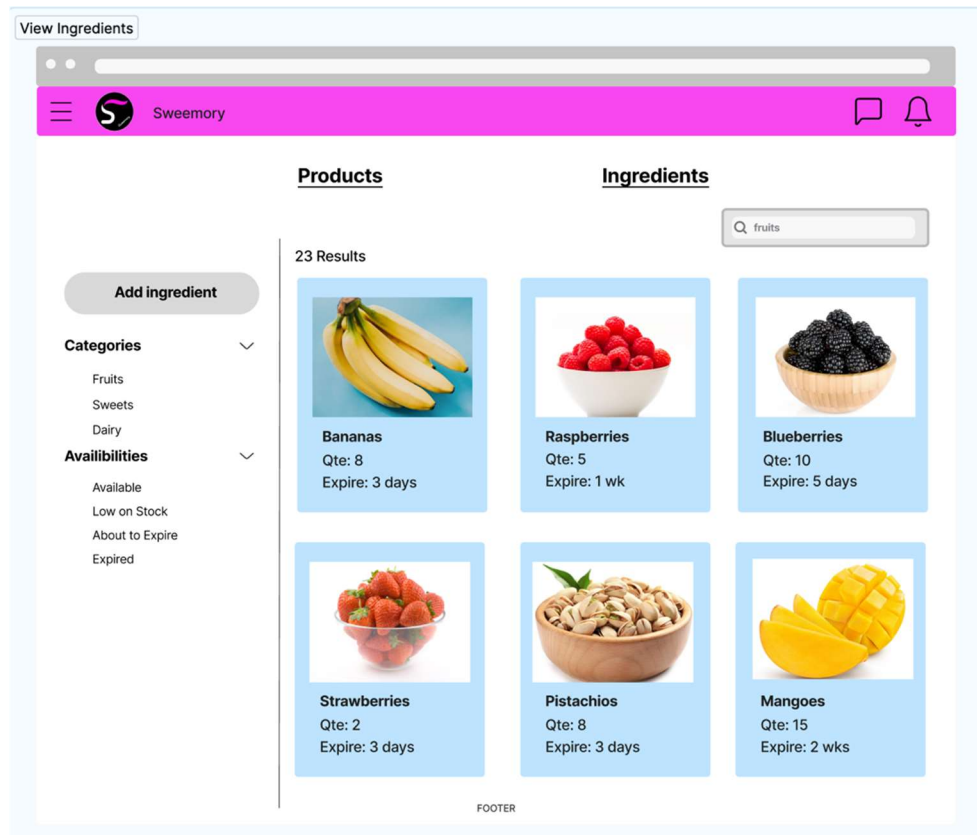 View Ingredients
Sweemory
Products
Ingredients
fruits
23 Results
Add ingredient
Categories
Fruits
Sweets
Dairy
Availibilities
Available
Low on Stock
About to Expire
Expired
Bananas
Qte: 8
Expire: 3 days
Raspberries
Qte: 5
Expire: 1 wk
Blueberries
Qte: 10
Expire: 5 days
Strawberries
Qte: 2
Expire: 3 days
Pistachios
Qte: 8
Expire: 3 days
Mangoes
Qte: 15
Expire: 2 wks
FOOTER